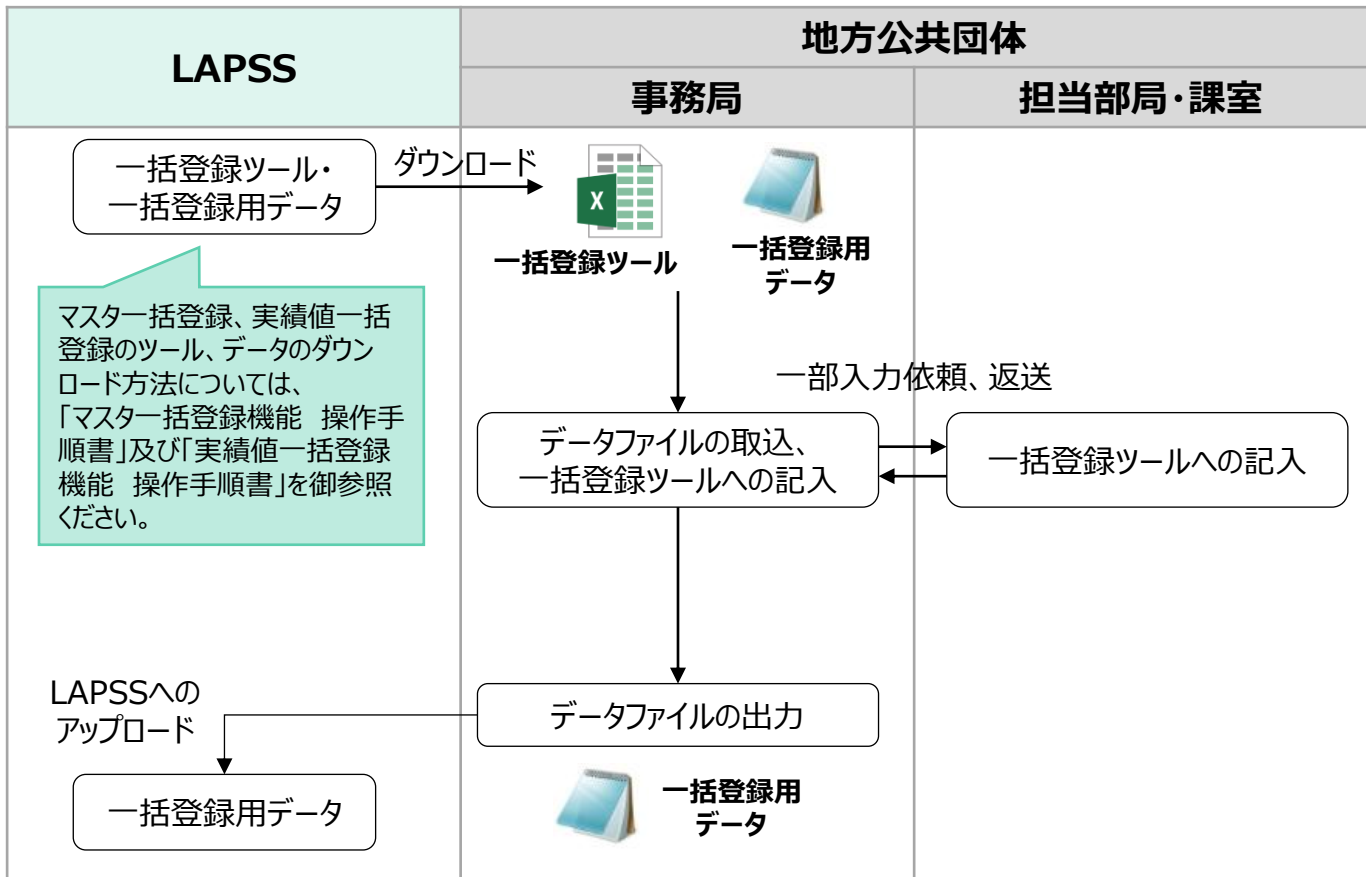 LAPSS
地方公共団体
事務局
担当部局・課室
一括登録ツール・
一括登録用データ
ダウンロード
一括登録ツール
一括登録用
データ
マスター括登録、実績値一括
登録のツール、データのダウン
ロード方法については、
「マスター括登録機能　操作手
順書」及び「実績値一括登録
機能　操作手順書」を御参照
ください。
一部入力依頼、返送
データファイルの取込、
一括登録ツールへの記入
一括登録ツールへの記入
LAPSSへの
アップロード
データファイルの出力
一括登録用データ
一括登録用
データ